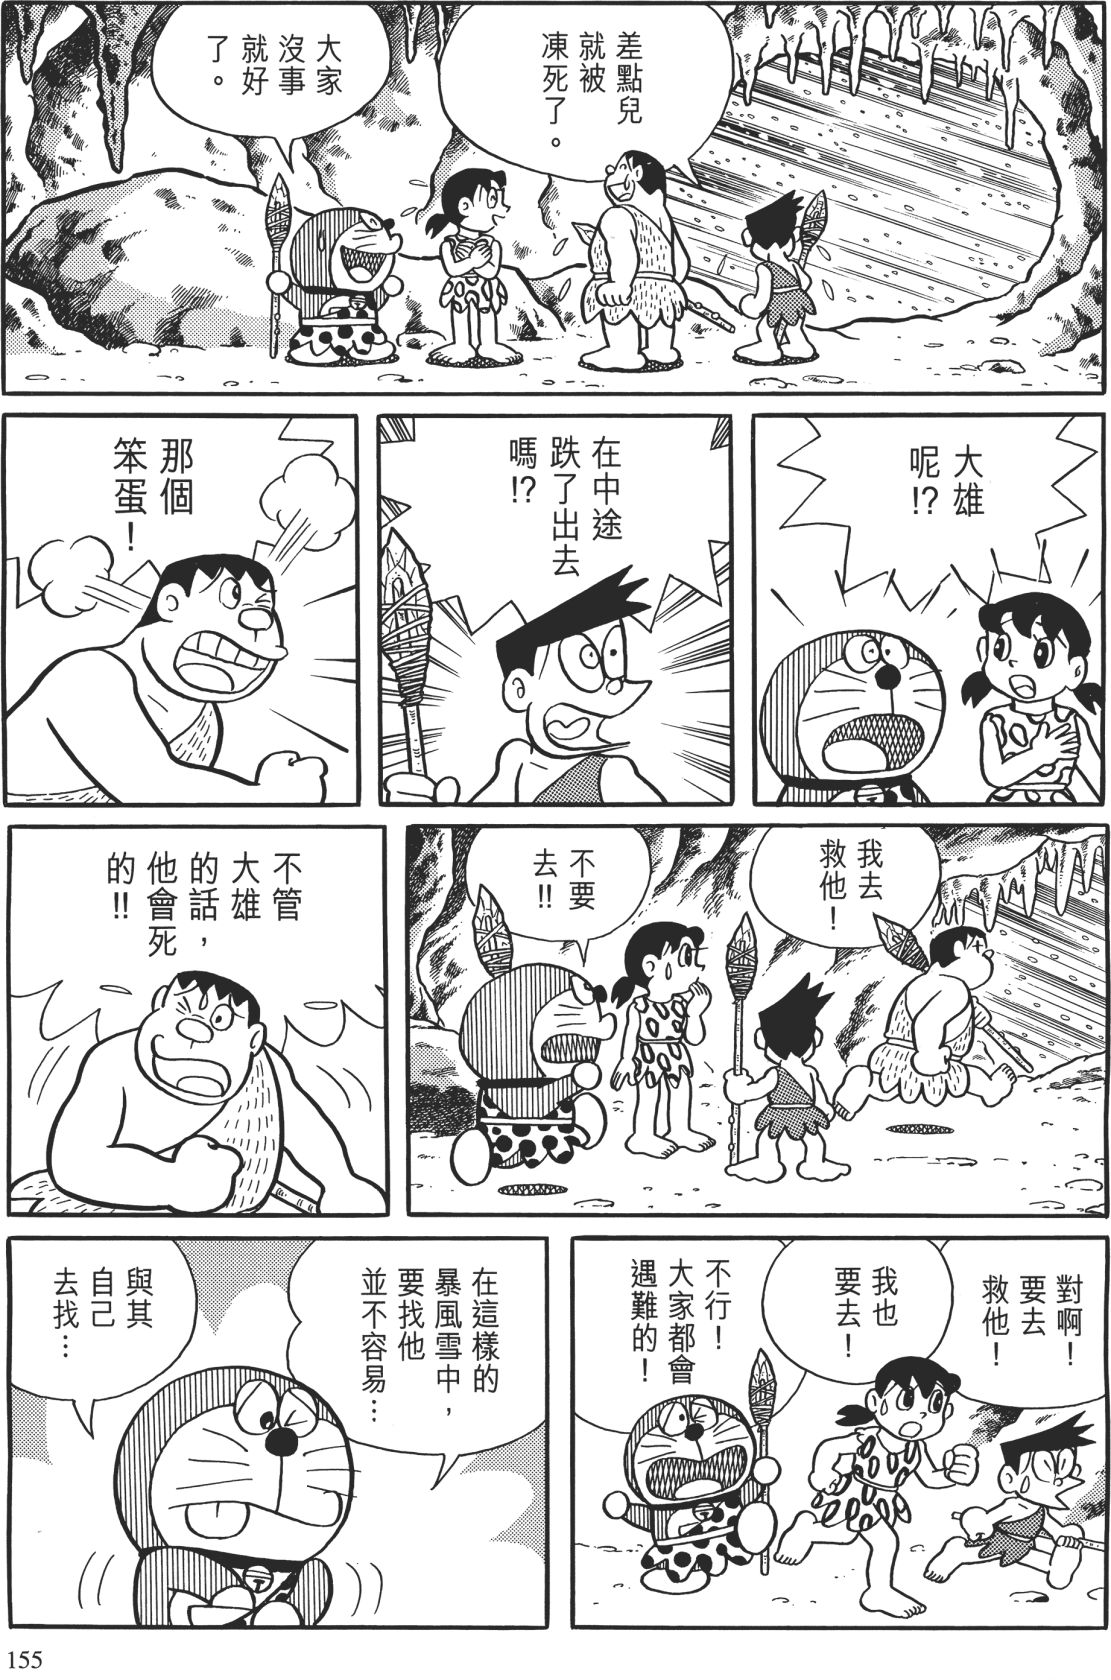 差點兒
就被
凍死了。
大家
沒事
就好
了。
大雄
呢!?
在中途
跌了出去
嗎!?
那個
笨蛋！
我去
救他！
不要
去!!
不管
大雄
的話，
他會死
的!!
對啊！
要去
救他！
我也
要去！
不行！
大家都會
遇難的！
在這樣的
暴風雪中，
要找他
並不容易…
與其
自己
去找…
155